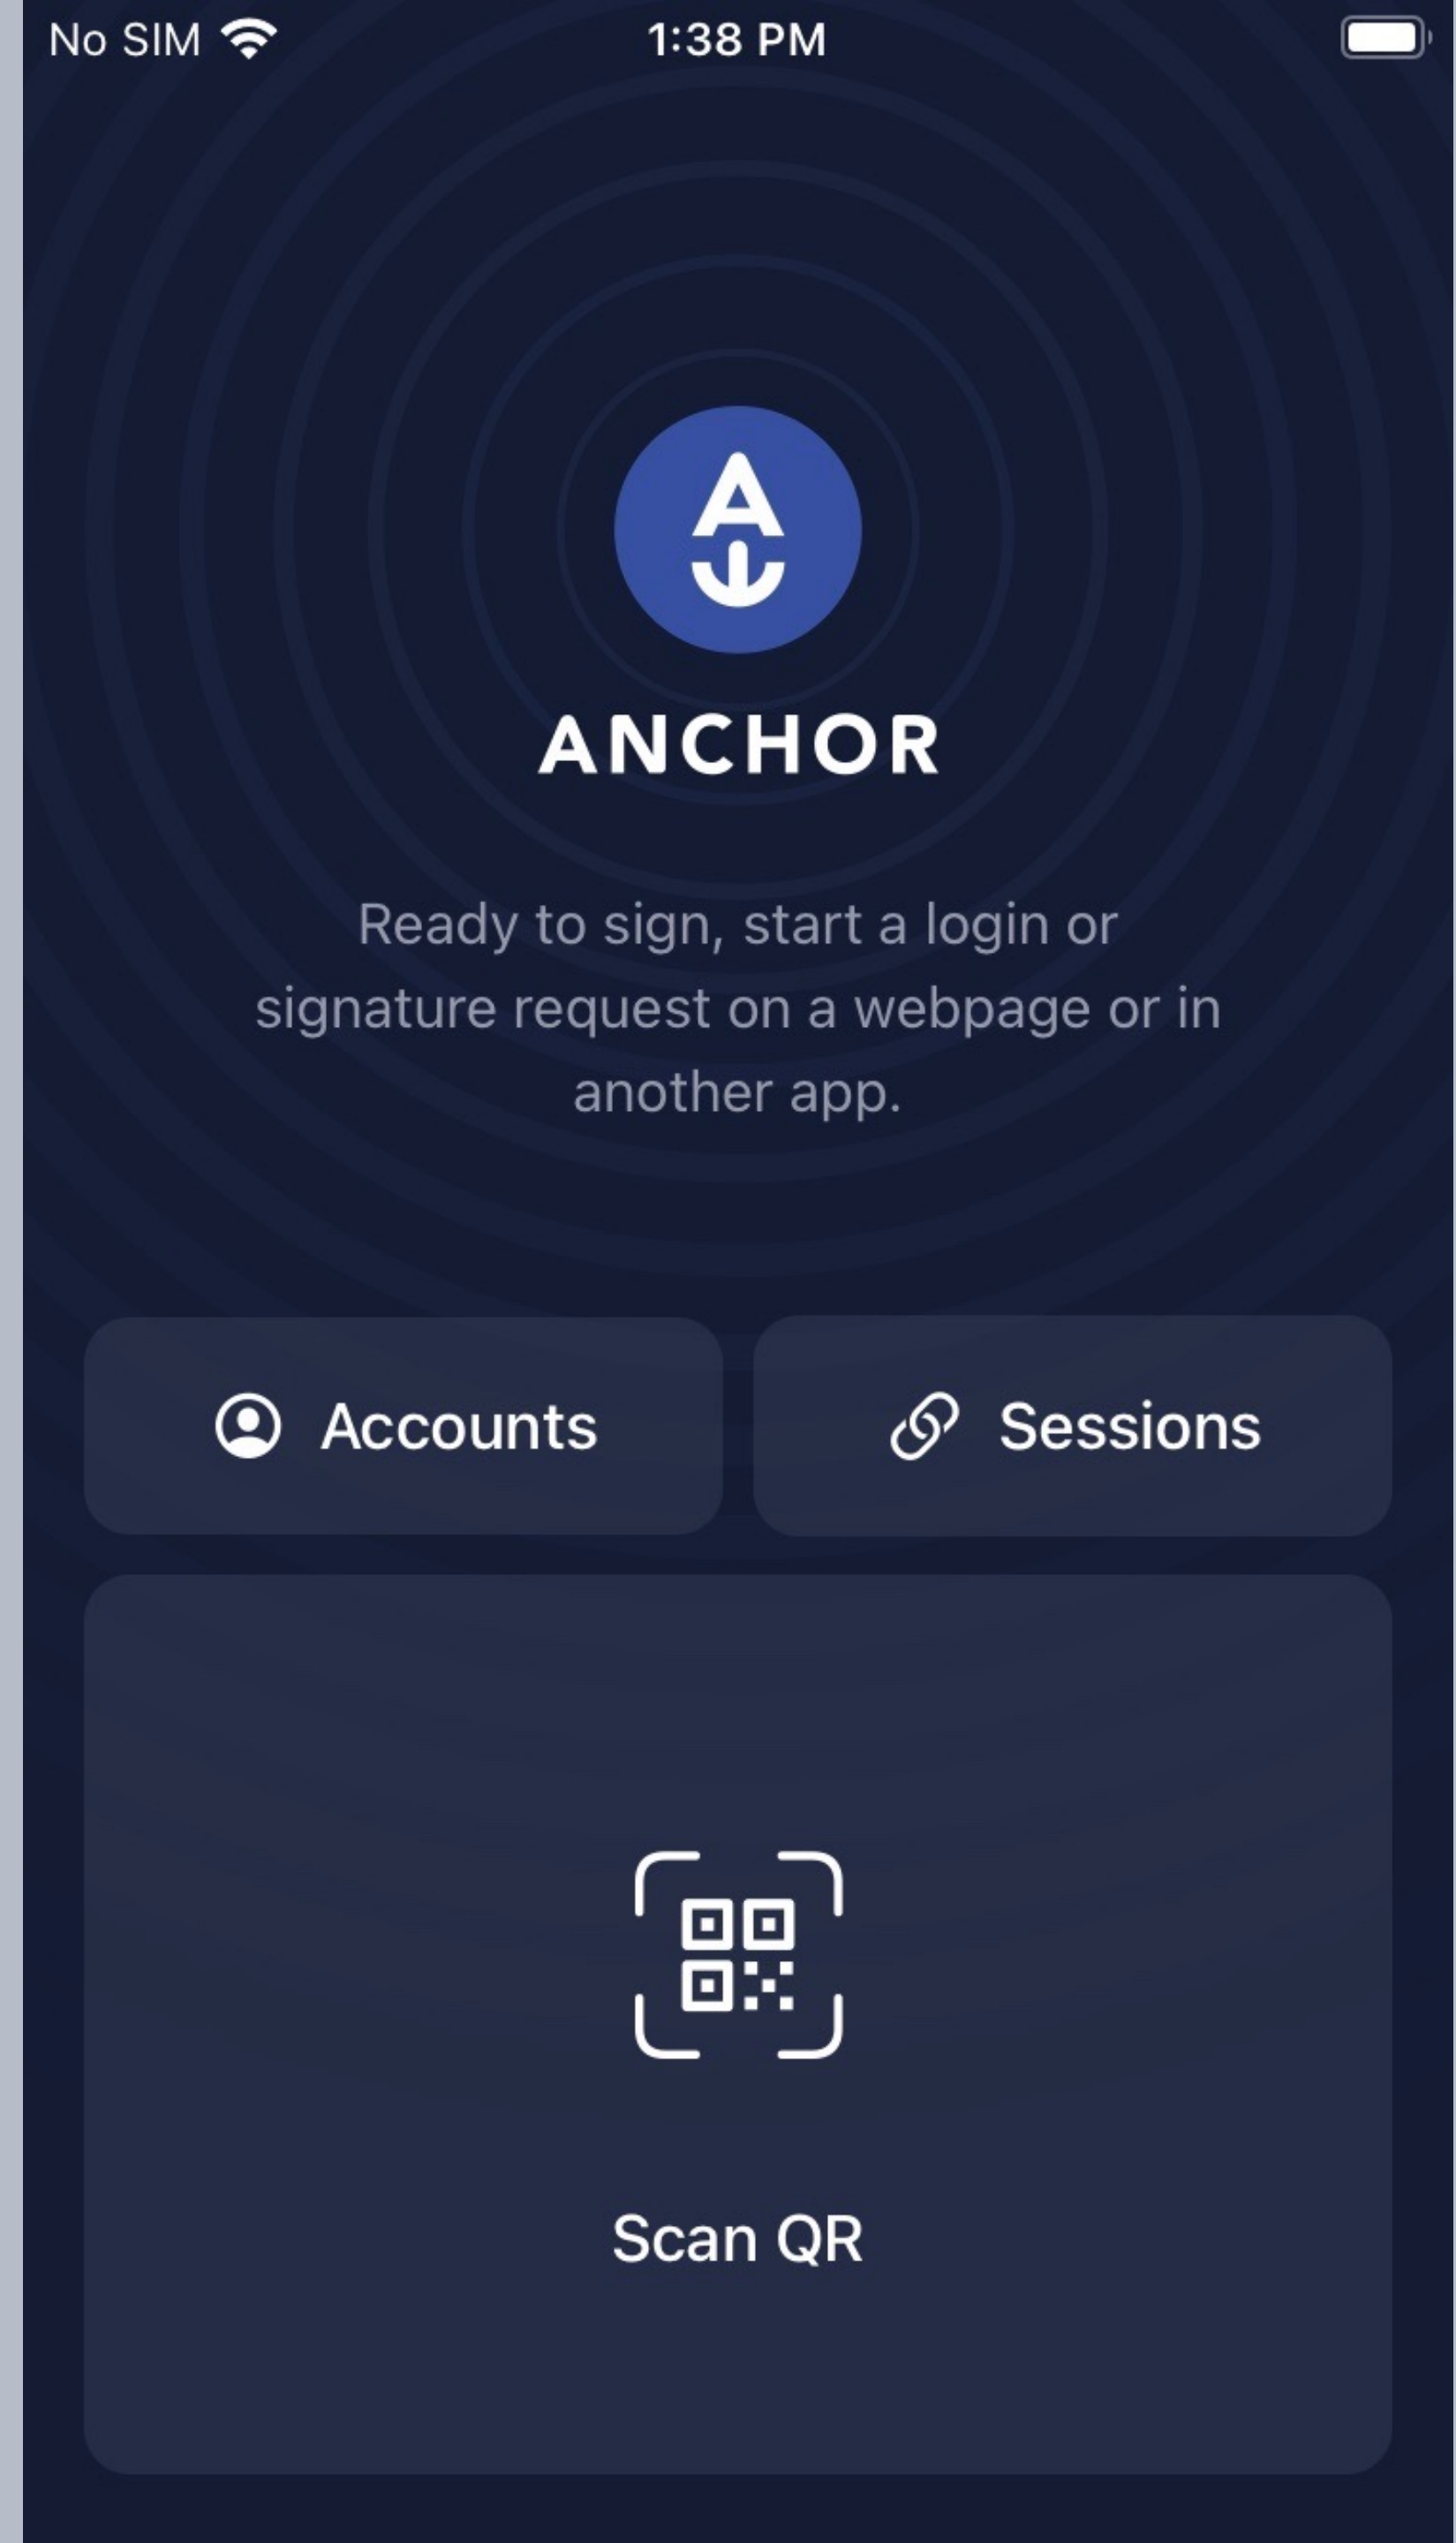 No SIM 1:38 PM
ANCHOR
Ready to sign, start a login or
signature request on a webpage or in
another app.
Accounts
Sessions
Scan QR